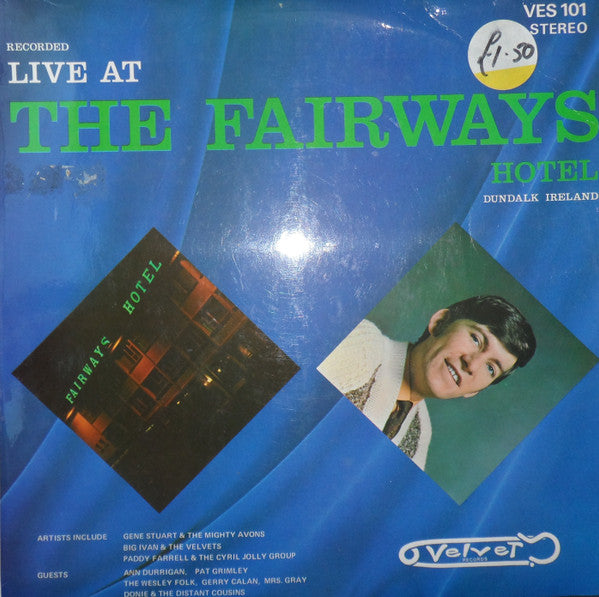 VES 101
STEREO
£1.50
RECORDED
LIVE AT
THE FAIRWAYS
HOTEL
DUNDALK IRELAND
FAIRWAYS HOTEL
ARTISTS INCLUDE GENE STUART & THE MIGHTY AVONS
BIG IVAN & THE VELVETS
PADDY FARRELL & THE CYRIL JOLLY GROUP
GUESTS ANN DURRIGAN, PAT GRIMLEY
THE WESLEY FOLK, GERRY CALAN, MRS. GRAY
DONIE & THE DISTANT COUSINS
Velvet
RECORDS